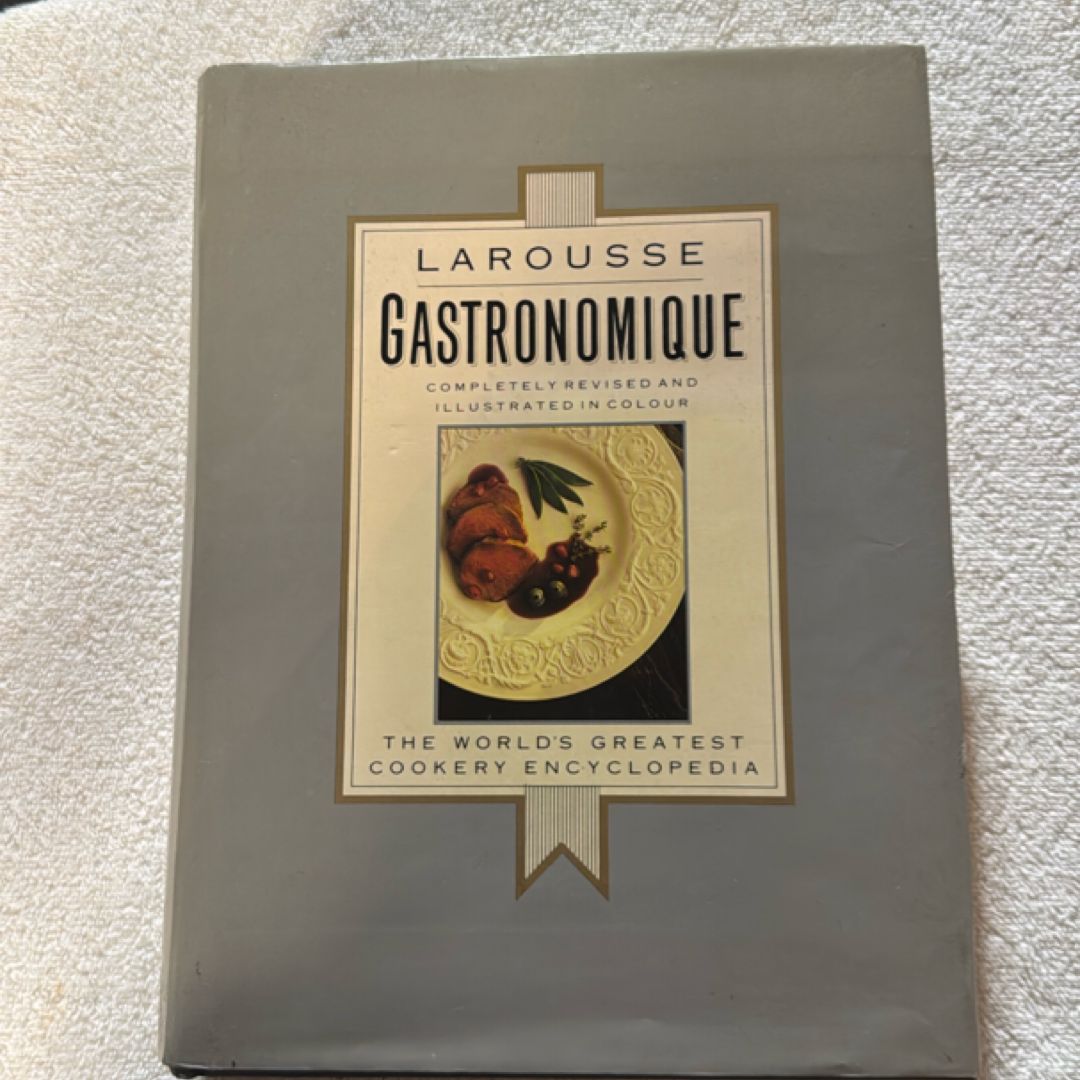 LAROUSSE
GASTRONOMIQUE
COMPLETELY REVISED AND
ILLUSTRATED IN COLOUR
THE WORLD'S GREATEST
COOKERY ENCYCLOPEDIA